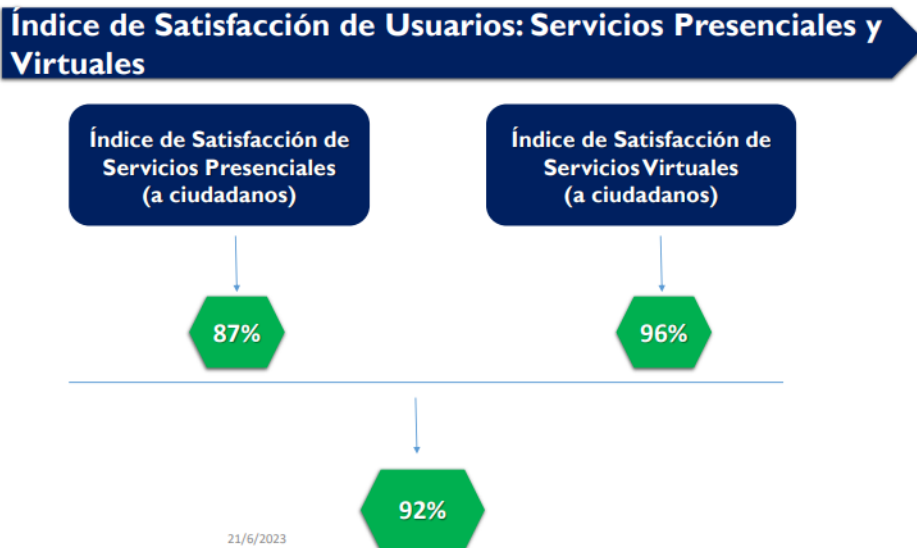 Índice de Satisfacción de Usuarios: Servicios Presenciales y
Virtuales
Índice de Satisfacción de
Servicios Presenciales
(a ciudadanos)
Índice de Satisfacción de
Servicios Virtuales
(a ciudadanos)
87%
96%
92%
21/6/2023